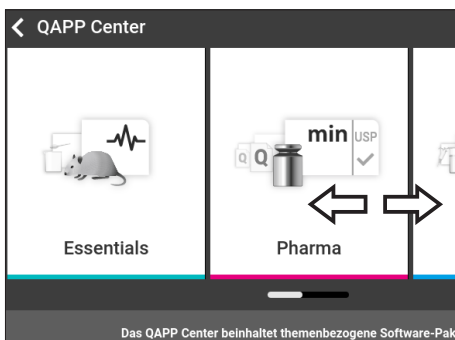 QAPP Center
min USP
Q Q
Essentials
Pharma
Das QAPP Center beinhaltet themenbezogene Software-Pak